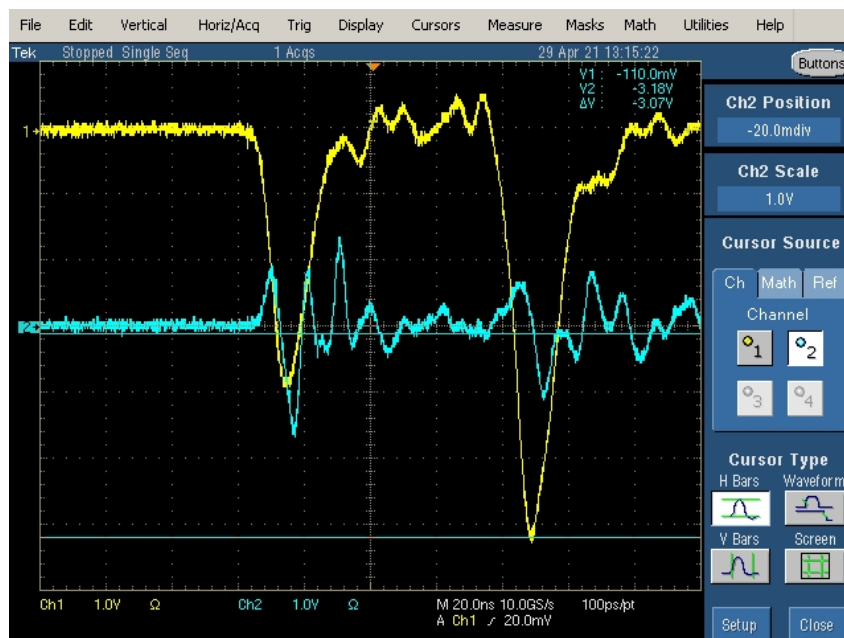 File Edit Vertical Horiz/Acq Trig Display Cursors Measure Masks Math Utilities Help
Tek Stopped Single Seq 1 Acqs 29 Apr 21 13:15:22
Buttons
V1 : -110.0mV
V2 : -3.18V
ΔV : -3.07V
1
2
Ch2 Position
-20.0mdiv
Ch2 Scale
1.0V
Cursor Source
Ch Math Ref
Channel
1 2
3 4
Cursor Type
H Bars Waveform
V Bars Screen
Setup Close
Ch1 1.0V Ω Ch2 1.0V Ω M 20.0ns 10.0GS/s 100ps/pt
A Ch1 ⁄ 20.0mV